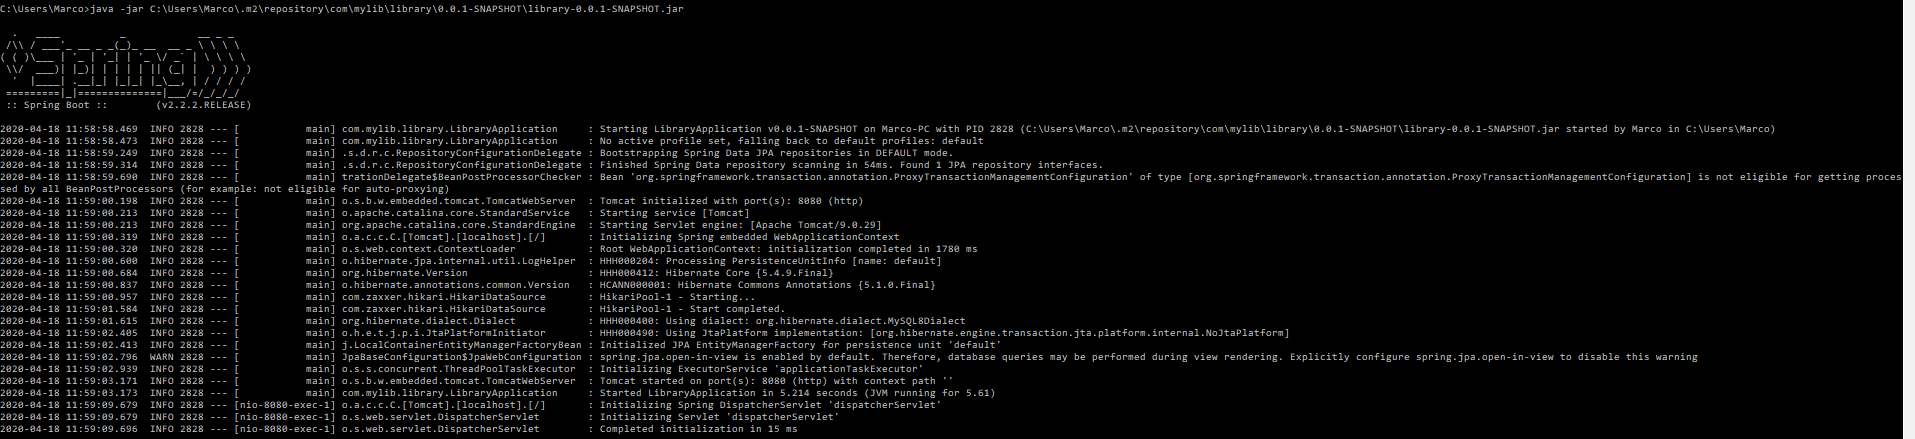 C:\Users\Marco>java -jar C:\Users\Marco\.m2\repository\com\mylib\library\0.0.1-SNAPSHOT\library-0.0.1-SNAPSHOT.jar
  .   ____          _            __ _ _
 /\\ / ___'_ __ _ _(_)_ __  __ _ \ \ \ \
( ( )\___ | '_ | '_| | '_ \/ _` | \ \ \ \
 \\/  ___)| |_)| | | | | || (_| |  ) ) ) )
  '  |____| .__|_| |_|_| |_\__, | / / / /
 =========|_|==============|___/=/_/_/_/
 :: Spring Boot ::        (v2.2.2.RELEASE)
2020-04-18 11:58:58.469  INFO 2828 --- [           main] com.mylib.library.LibraryApplication     : Starting LibraryApplication v0.0.1-SNAPSHOT on Marco-PC with PID 2828 (C:\Users\Marco\.m2\repository\com\mylib\library\0.0.1-SNAPSHOT\library-0.0.1-SNAPSHOT.jar started by Marco in C:\Users\Marco)
2020-04-18 11:58:58.473  INFO 2828 --- [           main] com.mylib.library.LibraryApplication     : No active profile set, falling back to default profiles: default
2020-04-18 11:58:59.249  INFO 2828 --- [           main] .s.d.r.c.RepositoryConfigurationDelegate : Bootstrapping Spring Data JPA repositories in DEFAULT mode.
2020-04-18 11:58:59.314  INFO 2828 --- [           main] .s.d.r.c.RepositoryConfigurationDelegate : Finished Spring Data repository scanning in 54ms. Found 1 JPA repository interfaces.
2020-04-18 11:58:59.690  INFO 2828 --- [           main] trationDelegate$BeanPostProcessorChecker : Bean 'org.springframework.transaction.annotation.ProxyTransactionManagementConfiguration' of type [org.springframework.transaction.annotation.ProxyTransactionManagementConfiguration] is not eligible for getting proces
sed by all BeanPostProcessors (for example: not eligible for auto-proxying)
2020-04-18 11:59:00.198  INFO 2828 --- [           main] o.s.b.w.embedded.tomcat.TomcatWebServer  : Tomcat initialized with port(s): 8080 (http)
2020-04-18 11:59:00.213  INFO 2828 --- [           main] o.apache.catalina.core.StandardService   : Starting service [Tomcat]
2020-04-18 11:59:00.213  INFO 2828 --- [           main] org.apache.catalina.core.StandardEngine  : Starting Servlet engine: [Apache Tomcat/9.0.29]
2020-04-18 11:59:00.319  INFO 2828 --- [           main] o.a.c.c.C.[Tomcat].[localhost].[/]       : Initializing Spring embedded WebApplicationContext
2020-04-18 11:59:00.320  INFO 2828 --- [           main] o.s.web.context.ContextLoader            : Root WebApplicationContext: initialization completed in 1780 ms
2020-04-18 11:59:00.600  INFO 2828 --- [           main] o.hibernate.jpa.internal.util.LogHelper  : HHH000204: Processing PersistenceUnitInfo [name: default]
2020-04-18 11:59:00.684  INFO 2828 --- [           main] org.hibernate.Version                    : HHH000412: Hibernate Core {5.4.9.Final}
2020-04-18 11:59:00.837  INFO 2828 --- [           main] o.hibernate.annotations.common.Version   : HCANN000001: Hibernate Commons Annotations {5.1.0.Final}
2020-04-18 11:59:00.957  INFO 2828 --- [           main] com.zaxxer.hikari.HikariDataSource       : HikariPool-1 - Starting...
2020-04-18 11:59:01.584  INFO 2828 --- [           main] com.zaxxer.hikari.HikariDataSource       : HikariPool-1 - Start completed.
2020-04-18 11:59:01.615  INFO 2828 --- [           main] org.hibernate.dialect.Dialect            : HHH000400: Using dialect: org.hibernate.dialect.MySQL8Dialect
2020-04-18 11:59:02.405  INFO 2828 --- [           main] o.h.e.t.j.p.i.JtaPlatformInitiator       : HHH000490: Using JtaPlatform implementation: [org.hibernate.engine.transaction.jta.platform.internal.NoJtaPlatform]
2020-04-18 11:59:02.413  INFO 2828 --- [           main] j.LocalContainerEntityManagerFactoryBean : Initialized JPA EntityManagerFactory for persistence unit 'default'
2020-04-18 11:59:02.796  WARN 2828 --- [           main] JpaBaseConfiguration$JpaWebConfiguration : spring.jpa.open-in-view is enabled by default. Therefore, database queries may be performed during view rendering. Explicitly configure spring.jpa.open-in-view to disable this warning
2020-04-18 11:59:02.939  INFO 2828 --- [           main] o.s.s.concurrent.ThreadPoolTaskExecutor  : Initializing ExecutorService 'applicationTaskExecutor'
2020-04-18 11:59:03.171  INFO 2828 --- [           main] o.s.b.w.embedded.tomcat.TomcatWebServer  : Tomcat started on port(s): 8080 (http) with context path ''
2020-04-18 11:59:03.173  INFO 2828 --- [           main] com.mylib.library.LibraryApplication     : Started LibraryApplication in 5.214 seconds (JVM running for 5.61)
2020-04-18 11:59:09.679  INFO 2828 --- [nio-8080-exec-1] o.a.c.c.C.[Tomcat].[localhost].[/]       : Initializing Spring DispatcherServlet 'dispatcherServlet'
2020-04-18 11:59:09.679  INFO 2828 --- [nio-8080-exec-1] o.s.web.servlet.DispatcherServlet        : Initializing Servlet 'dispatcherServlet'
2020-04-18 11:59:09.696  INFO 2828 --- [nio-8080-exec-1] o.s.web.servlet.DispatcherServlet        : Completed initialization in 15 ms